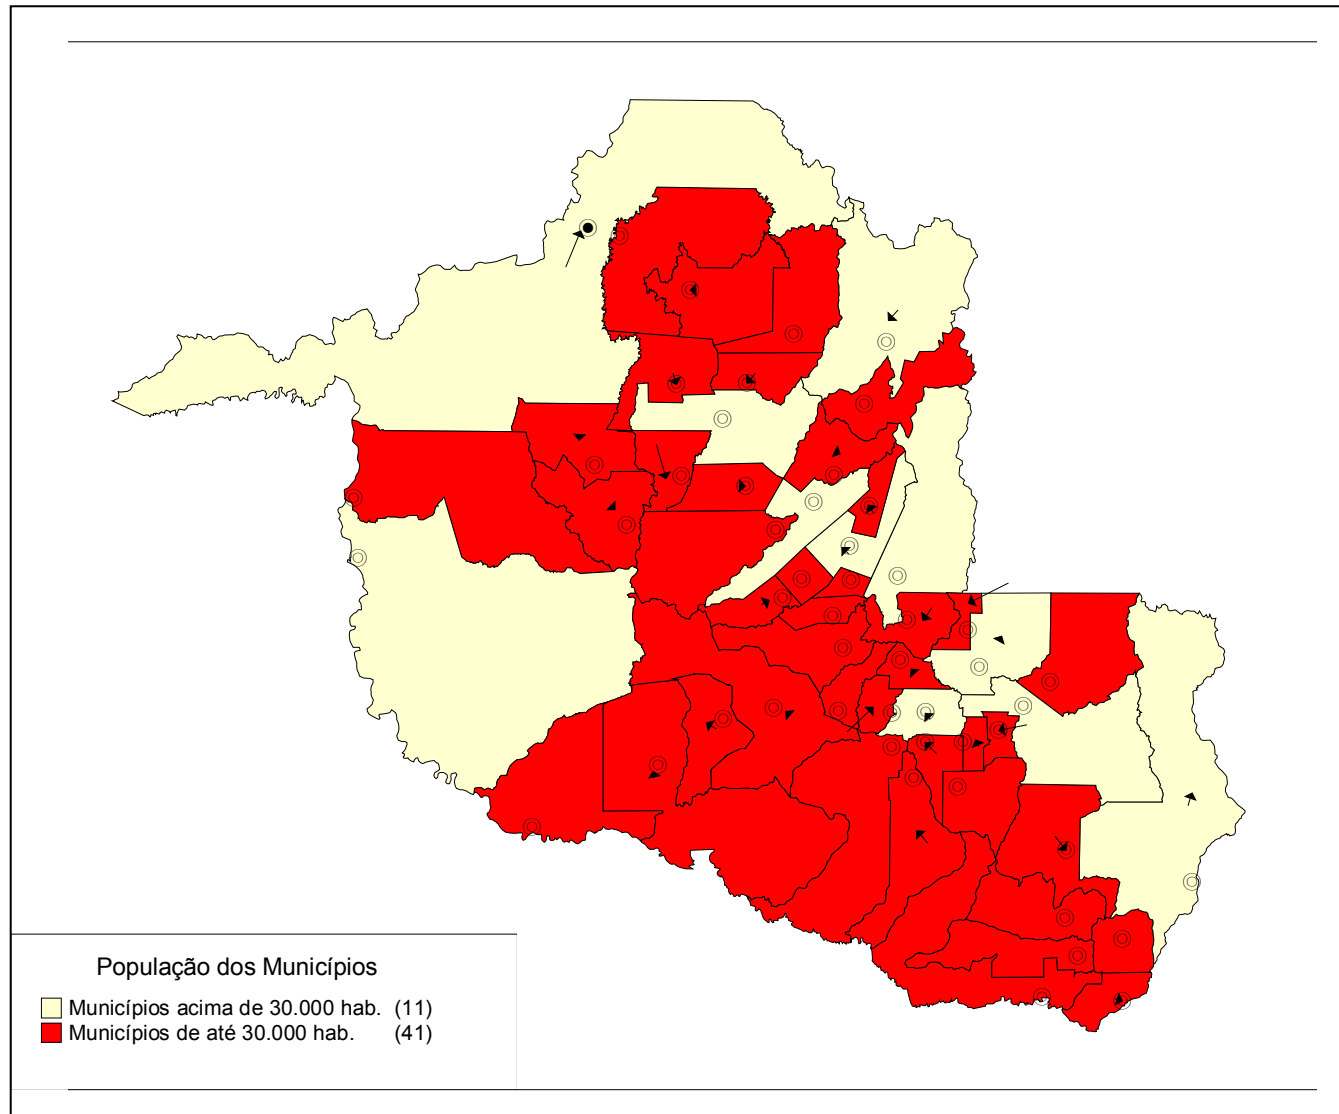 População dos Municípios
Municípios acima de 30.000 hab. (11)
Municípios de até 30.000 hab. (41)